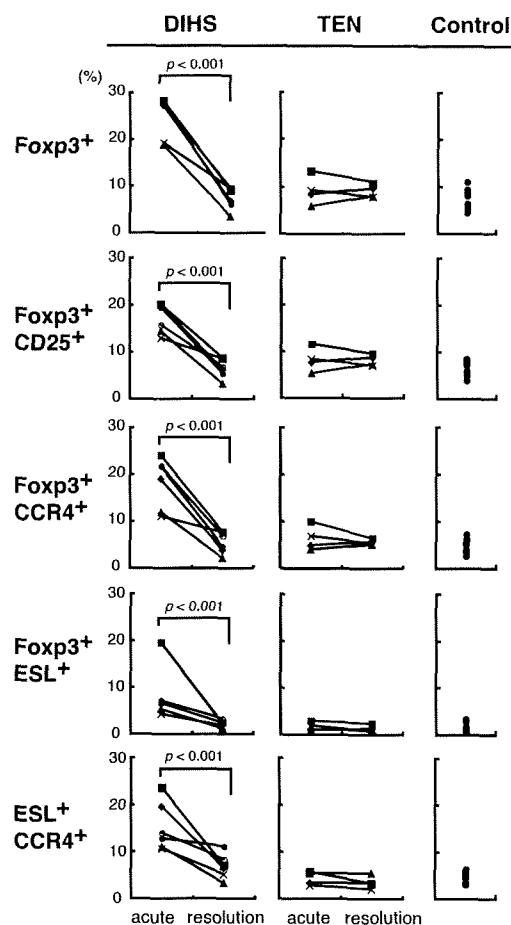 DIHS TEN Control
(%)
p < 0.001
Foxp3+
30
20
10
0
p < 0.001
Foxp3+
CD25+
30
20
10
0
p < 0.001
Foxp3+
CCR4+
30
20
10
0
p < 0.001
Foxp3+
ESL+
30
20
10
0
p < 0.001
ESL+
CCR4+
30
20
10
0
acute resolution acute resolution